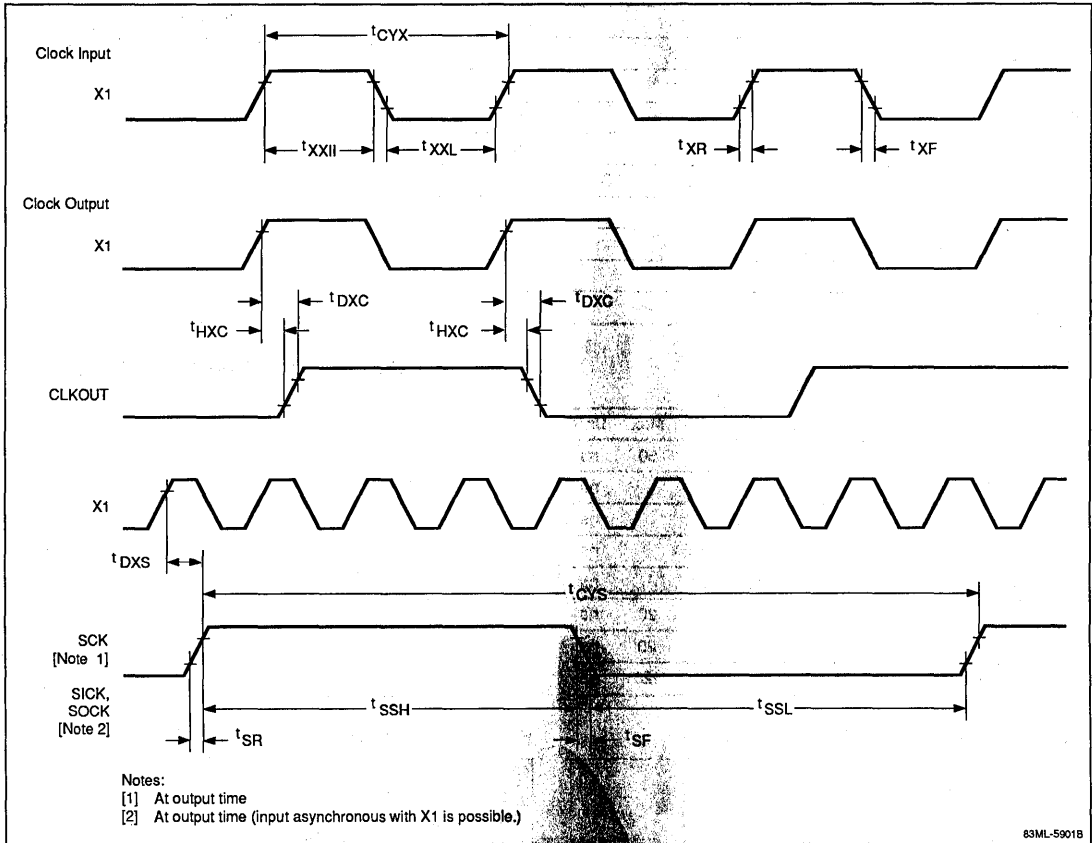 Clock Input
X1
tCYX
tXXII
tXXL
tXR
tXF
Clock Output
X1
tDXC
tDXC
tHXC
tHXC
CLKOUT
X1
tDXS
tCYS
SCK
[Note 1]
SICK,
SOCK
[Note 2]
tSSH
tSSL
tSR
tSF
Notes:
[1] At output time
[2] At output time (input asynchronous with X1 is possible.)
83ML-5901B